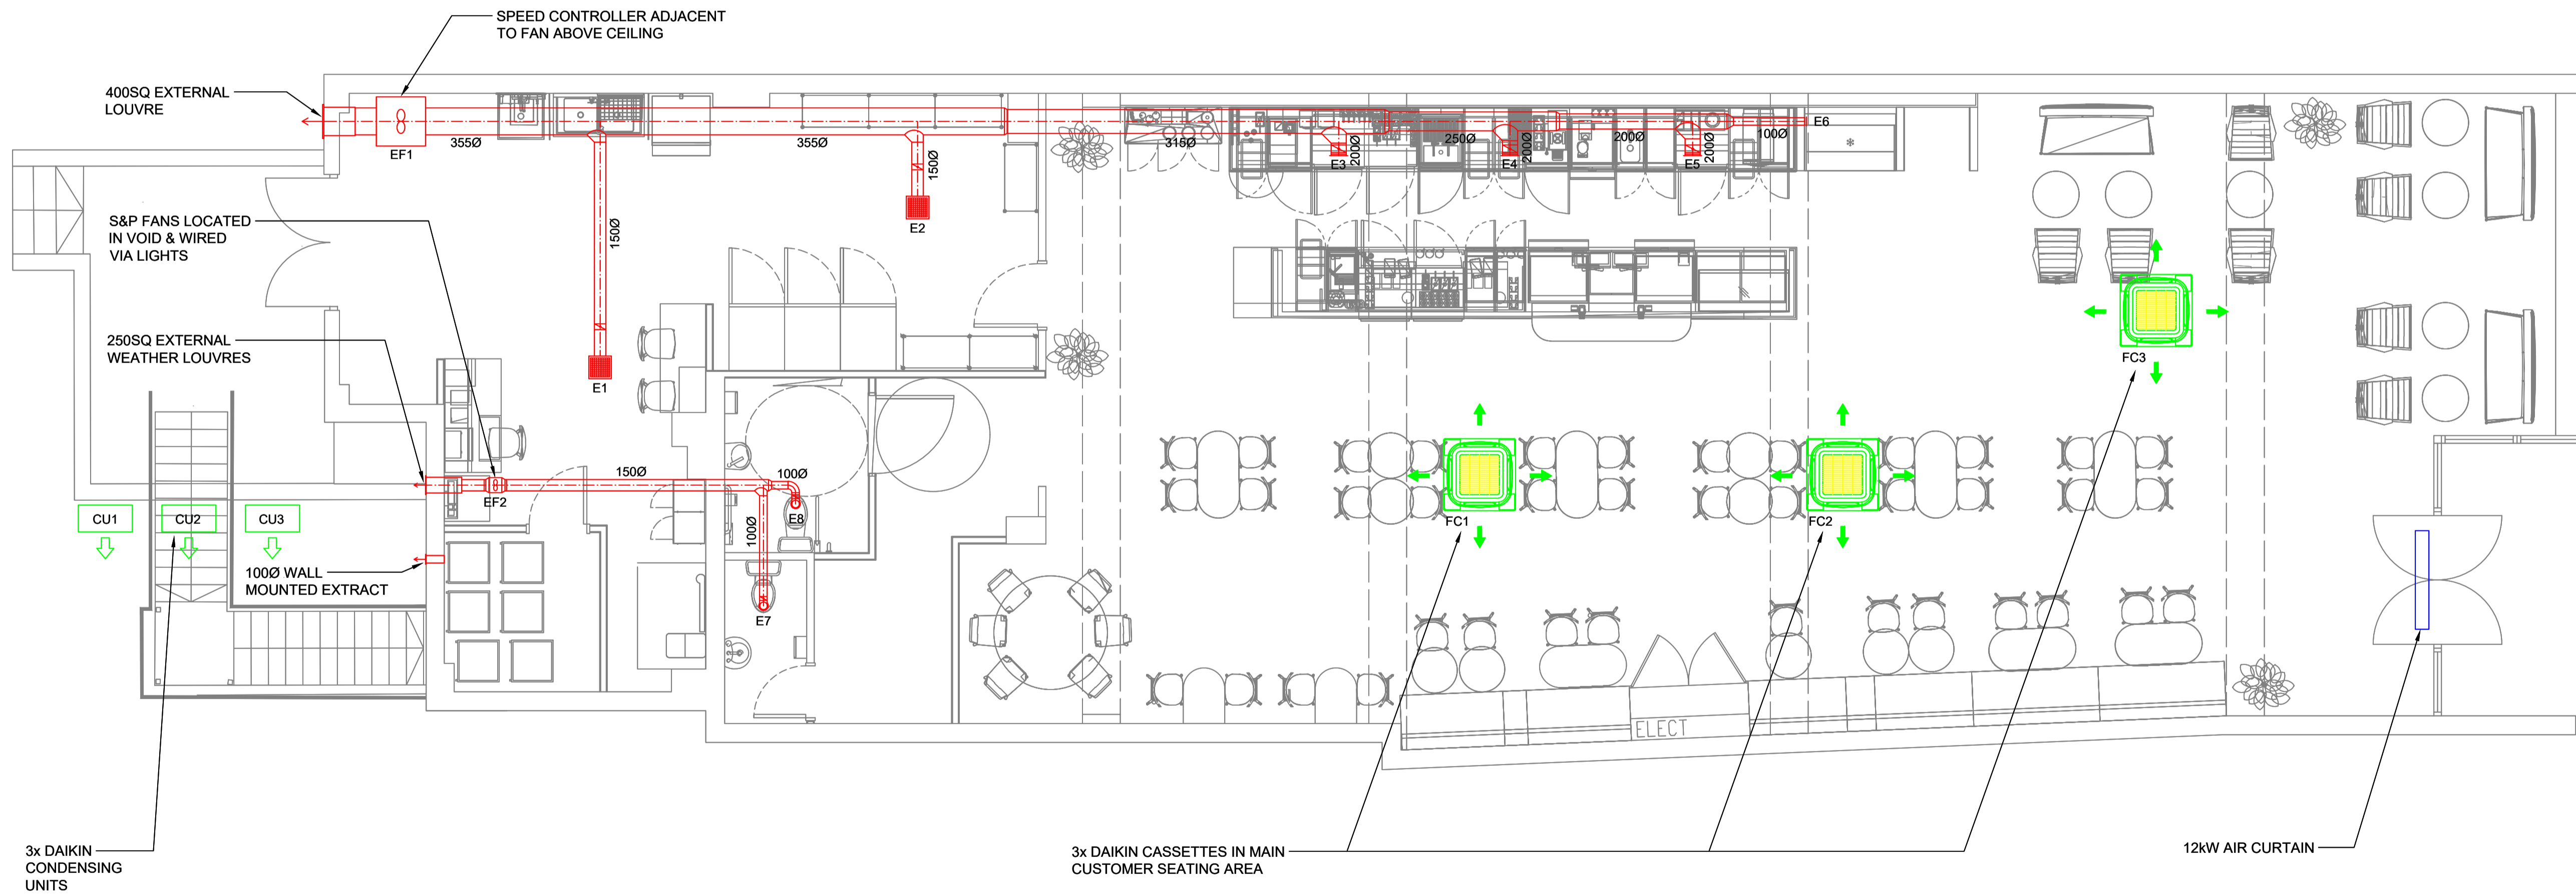 SPEED CONTROLLER ADJACENT
TO FAN ABOVE CEILING
400SQ EXTERNAL
LOUVRE
EF1
355Ø
355Ø
315Ø
250Ø
200Ø
100Ø
E6
200Ø
200Ø
200Ø
E3
E4
E5
150Ø
150Ø
E2
E1
S&P FANS LOCATED
IN VOID & WIRED
VIA LIGHTS
250SQ EXTERNAL
WEATHER LOUVRES
FC3
150Ø
100Ø
EF2
E8
100Ø
E7
CU1
CU2
CU3
FC1
FC2
100Ø WALL
MOUNTED EXTRACT
ELECT
3x DAIKIN
CONDENSING
UNITS
3x DAIKIN CASSETTES IN MAIN
CUSTOMER SEATING AREA
12kW AIR CURTAIN